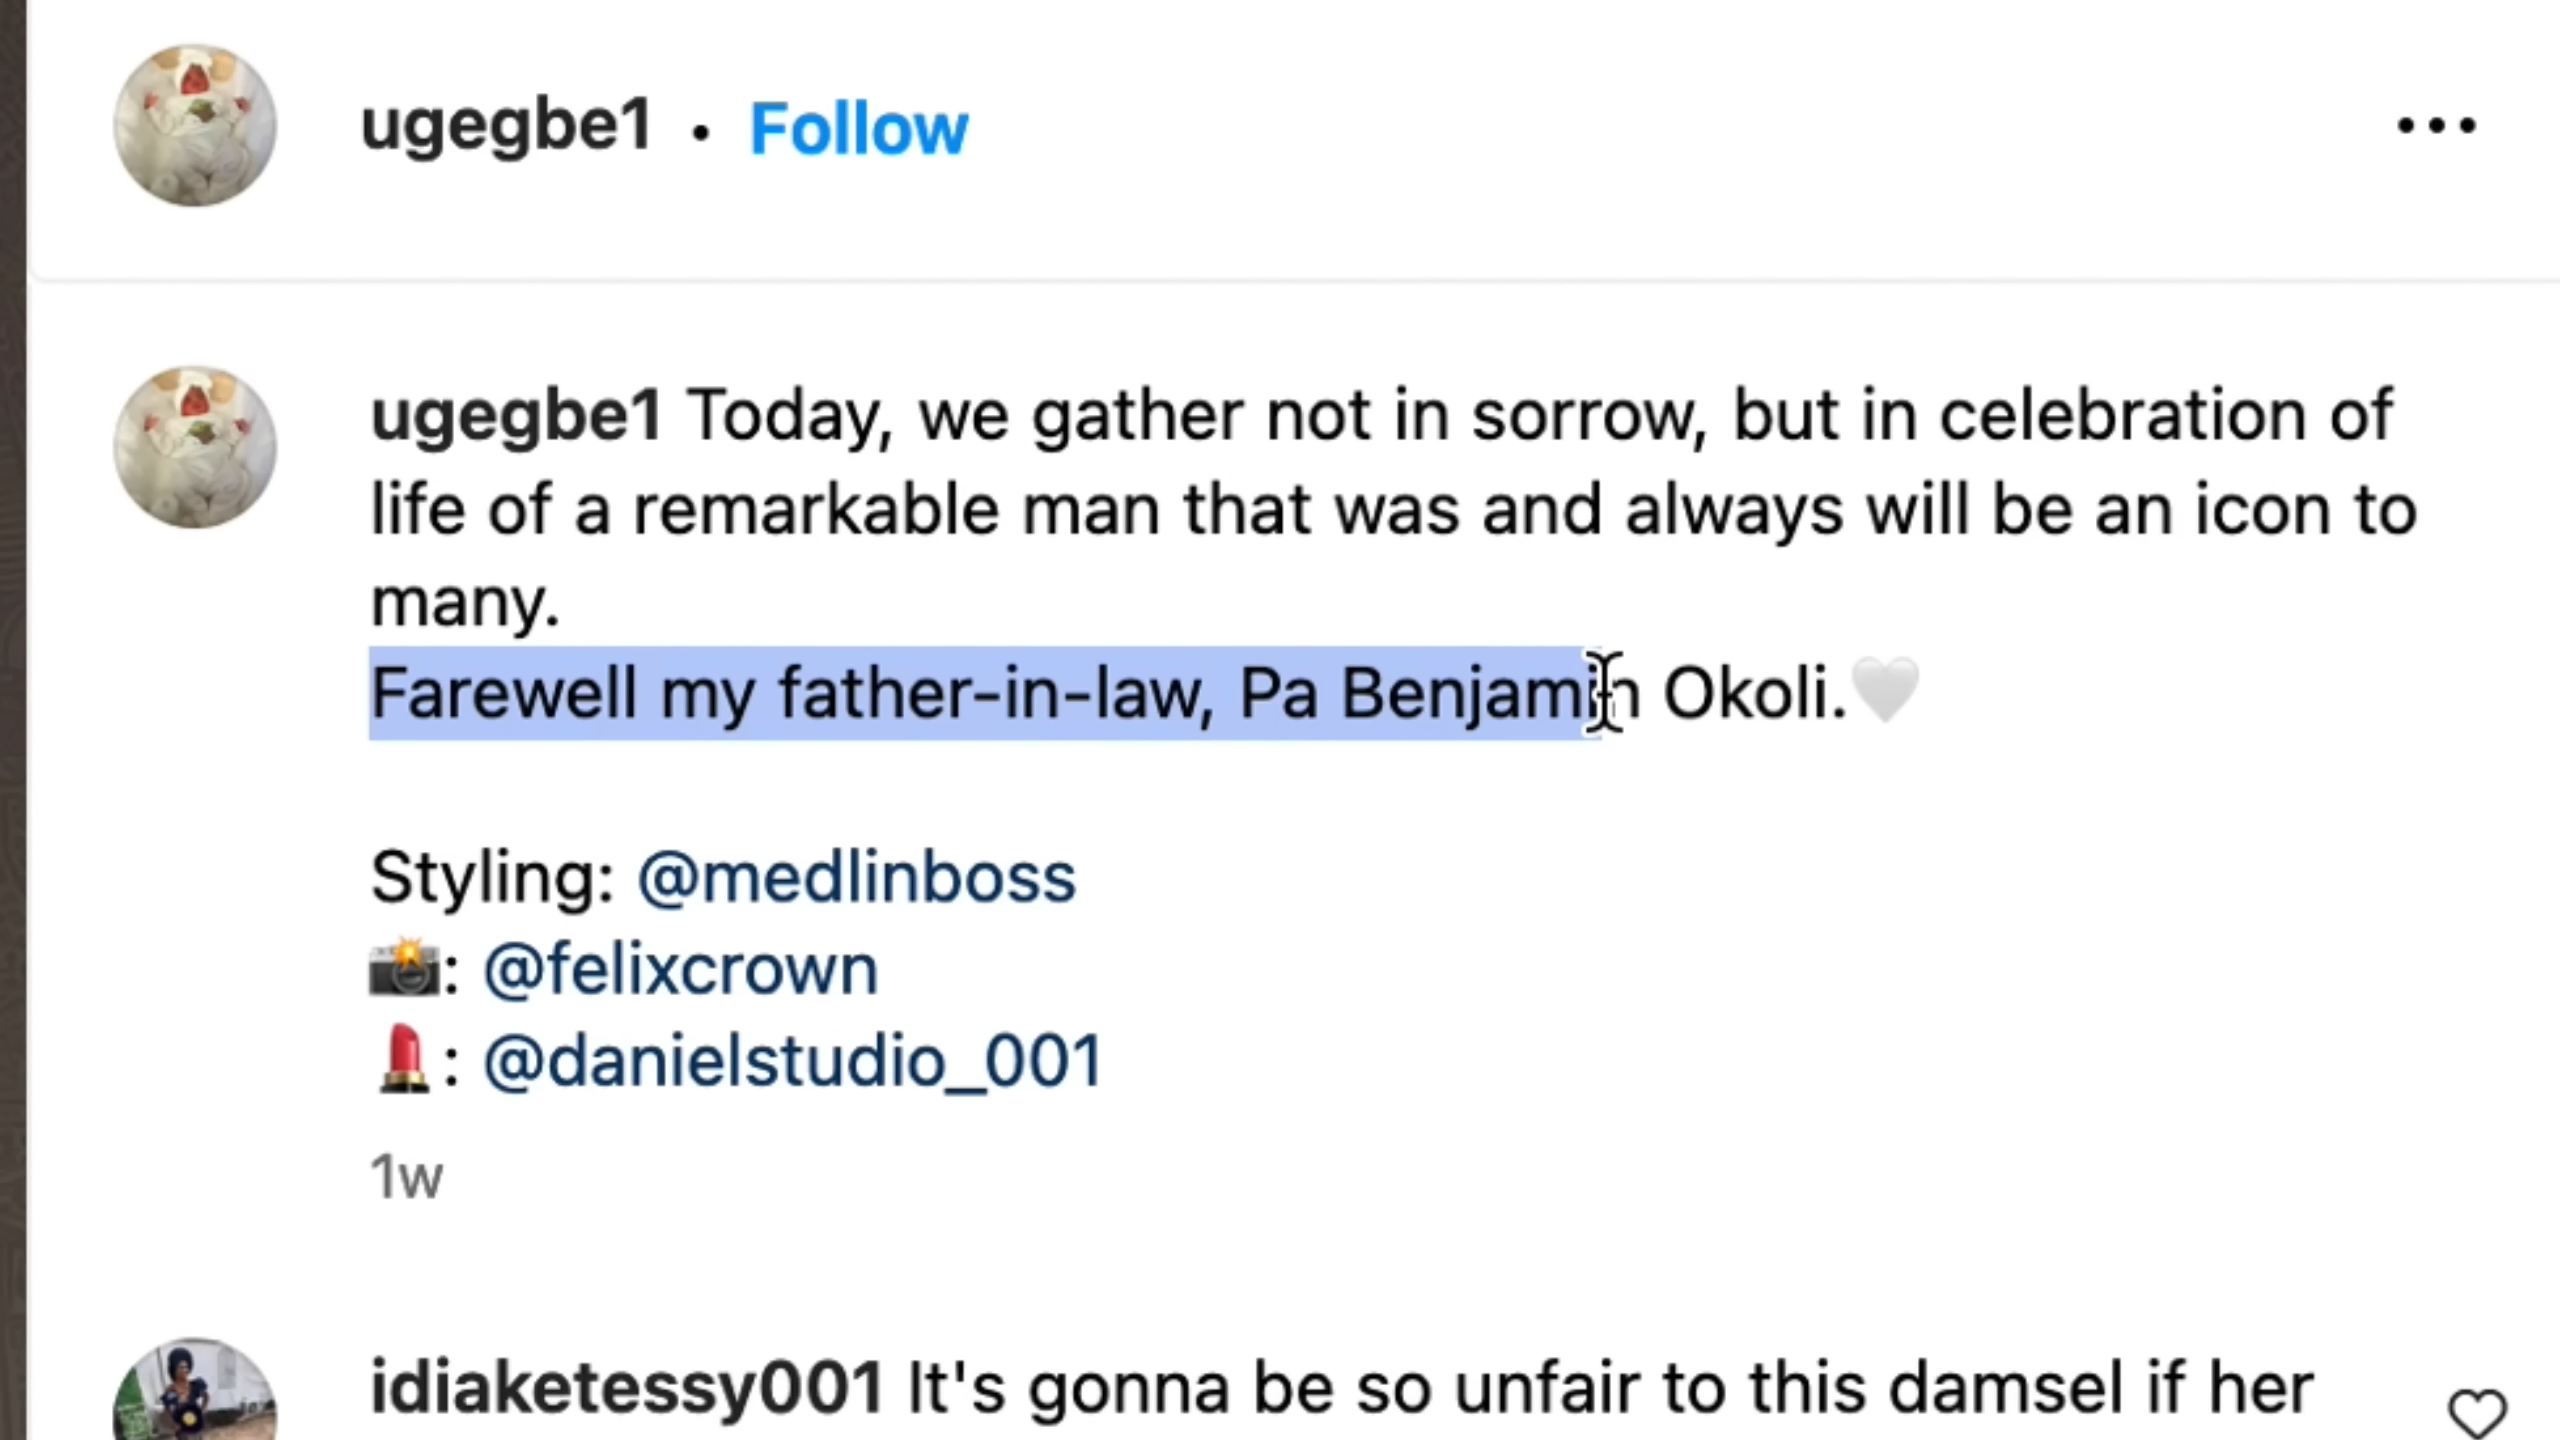 ugegbe1 • Follow
ugegbe1 Today, we gather not in sorrow, but in celebration of
life of a remarkable man that was and always will be an icon to
many.
Farewell my father-in-law, Pa Benjamin Okoli.🤍
Styling: @medlinboss
📸: @felixcrown
💄: @danielstudio_001
1w
idiaketessy001 It's gonna be so unfair to this damsel if her